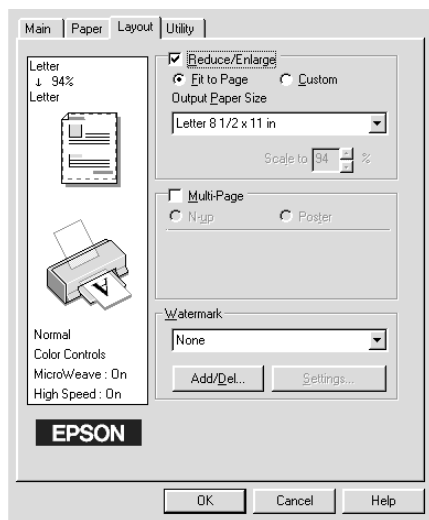 Main Paper Layout Utility
Letter
↓ 94%
Letter
Reduce/Enlarge
Fit to Page Custom
Output Paper Size
Letter 8 1/2 x 11 in
Scale to 94 %
Multi-Page
N-up Poster
A
Watermark
None
Add/Del... Settings...
Normal
Color Controls
MicroWeave : On
High Speed : On
EPSON
OK Cancel Help